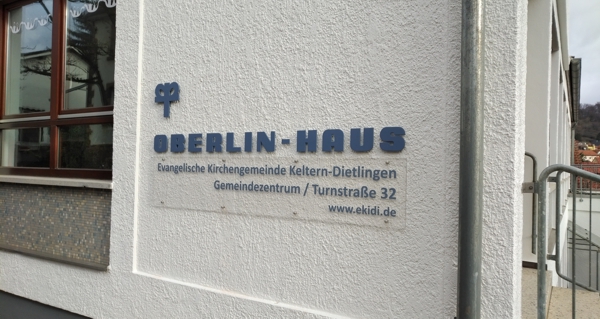 OBERLIN-HAUS
Evangelische Kirchengemeinde Keltern-Dietlingen
Gemeindezentrum / Turnstraße 32
www.ekidi.de